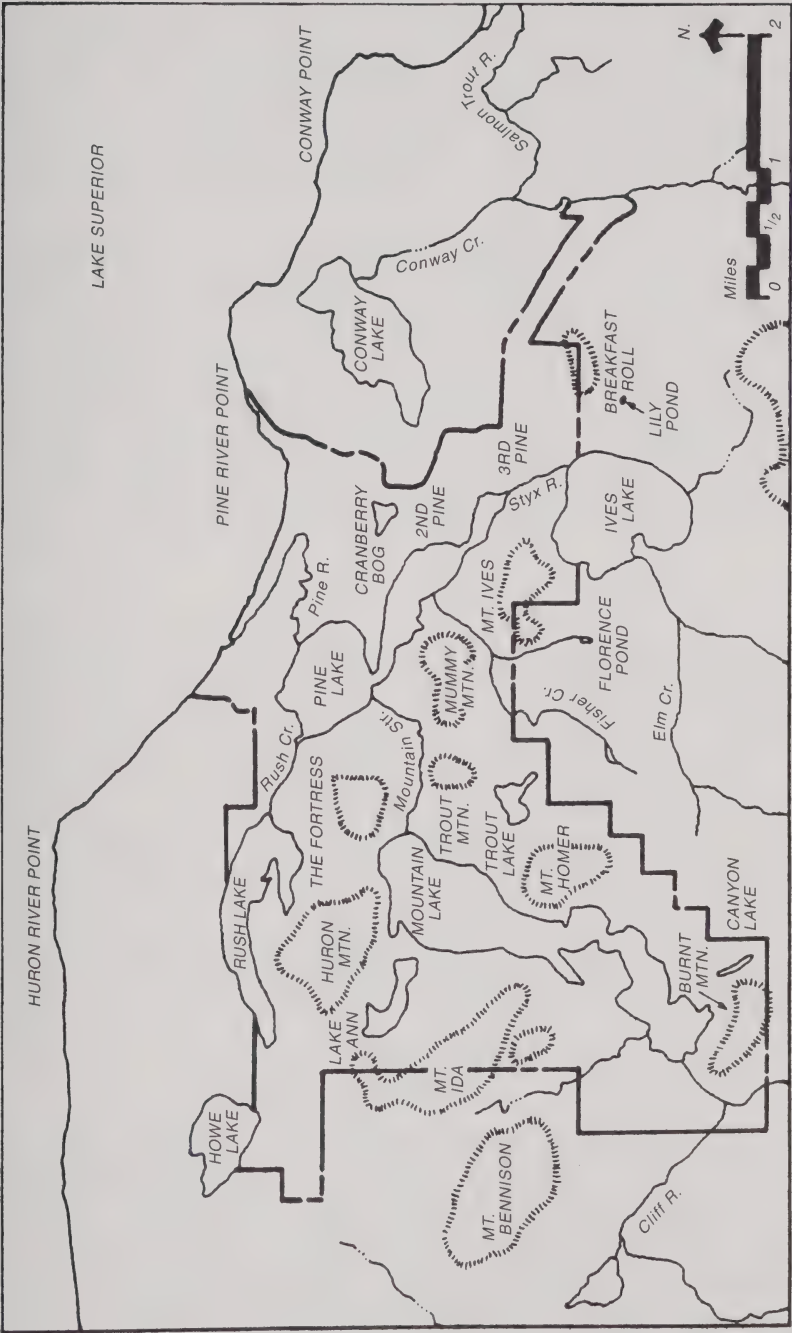 HURON RIVER POINT
LAKE SUPERIOR
PINE RIVER POINT
CONWAY POINT
HOWE
LAKE
RUSH LAKE
Rush Cr.
Pine R.
PINE
LAKE
THE FORTRESS
HURON
MTN.
LAKE
ANN
MOUNTAIN
LAKE
Mountain
Str.
CRANBERRY
BOG
2ND
PINE
3RD
PINE
CONWAY
LAKE
Conway Cr.
Salmon
Trout R.
MT.
IDA
MT.
BENNISON
TROUT
MTN.
MUMMY
MTN.
MT. IVES
Styx R.
TROUT
LAKE
MT.
HOMER
Fisher Cr.
FLORENCE
POND
IVES
LAKE
BREAKFAST
ROLL
LILY
POND
Elm Cr.
BURNT
MTN.
CANYON
LAKE
Cliff R.
N.
Miles
0
1/2
1
2